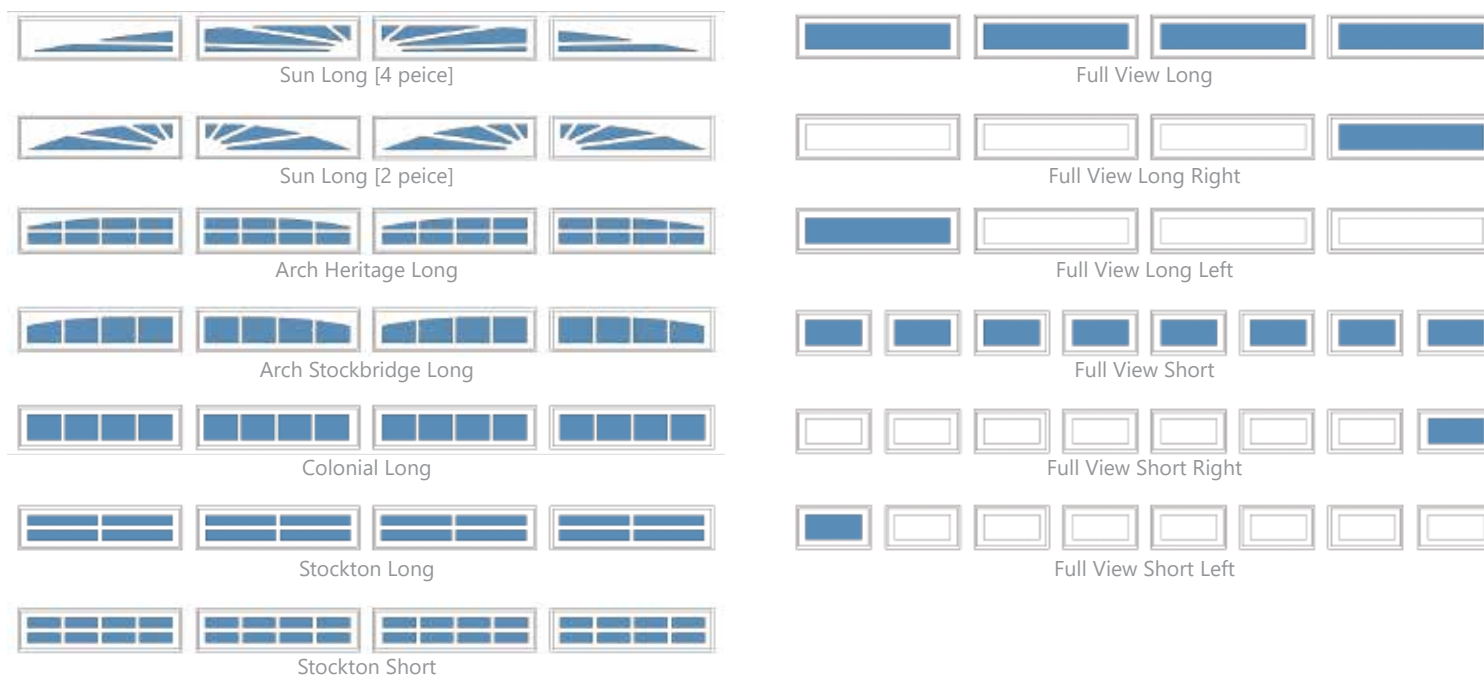 Sun Long [4 peice]
Sun Long [2 peice]
Arch Heritage Long
Arch Stockbridge Long
Colonial Long
Stockton Long
Stockton Short
Full View Long
Full View Long Right
Full View Long Left
Full View Short
Full View Short Right
Full View Short Left